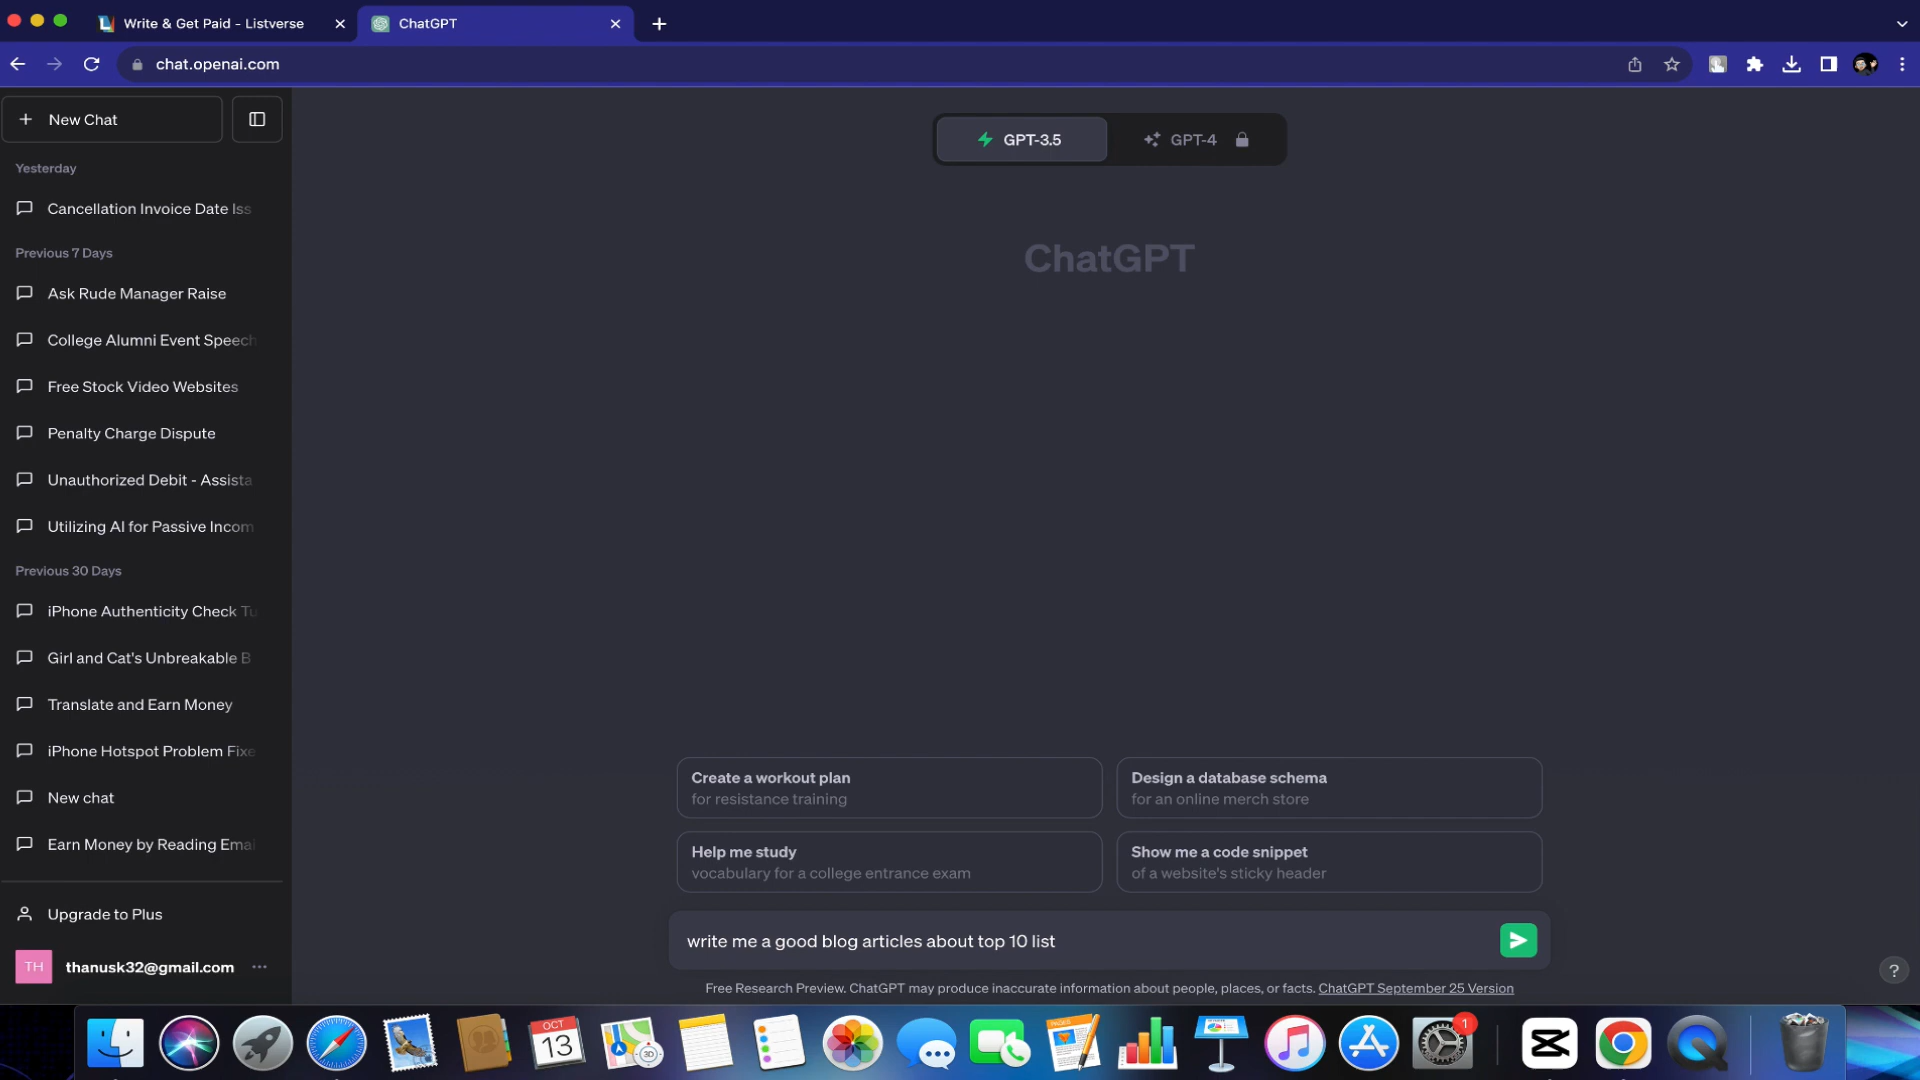 Write & Get Paid - Listverse
ChatGPT
chat.openai.com
New Chat
GPT-3.5
GPT-4
Yesterday
Cancellation Invoice Date Iss
Previous 7 Days
Ask Rude Manager Raise
College Alumni Event Speech
Free Stock Video Websites
Penalty Charge Dispute
Unauthorized Debit - Assista
Utilizing AI for Passive Incom
Previous 30 Days
iPhone Authenticity Check Tu
Girl and Cat's Unbreakable B
Translate and Earn Money
iPhone Hotspot Problem Fixe
New chat
Earn Money by Reading Emai
Upgrade to Plus
TH
thanusk32@gmail.com
ChatGPT
Create a workout plan
for resistance training
Design a database schema
for an online merch store
Help me study
vocabulary for a college entrance exam
Show me a code snippet
of a website's sticky header
write me a good blog articles about top 10 list
Free Research Preview. ChatGPT may produce inaccurate information about people, places, or facts. ChatGPT September 25 Version
?
OCT
13
3D
PAGES
1